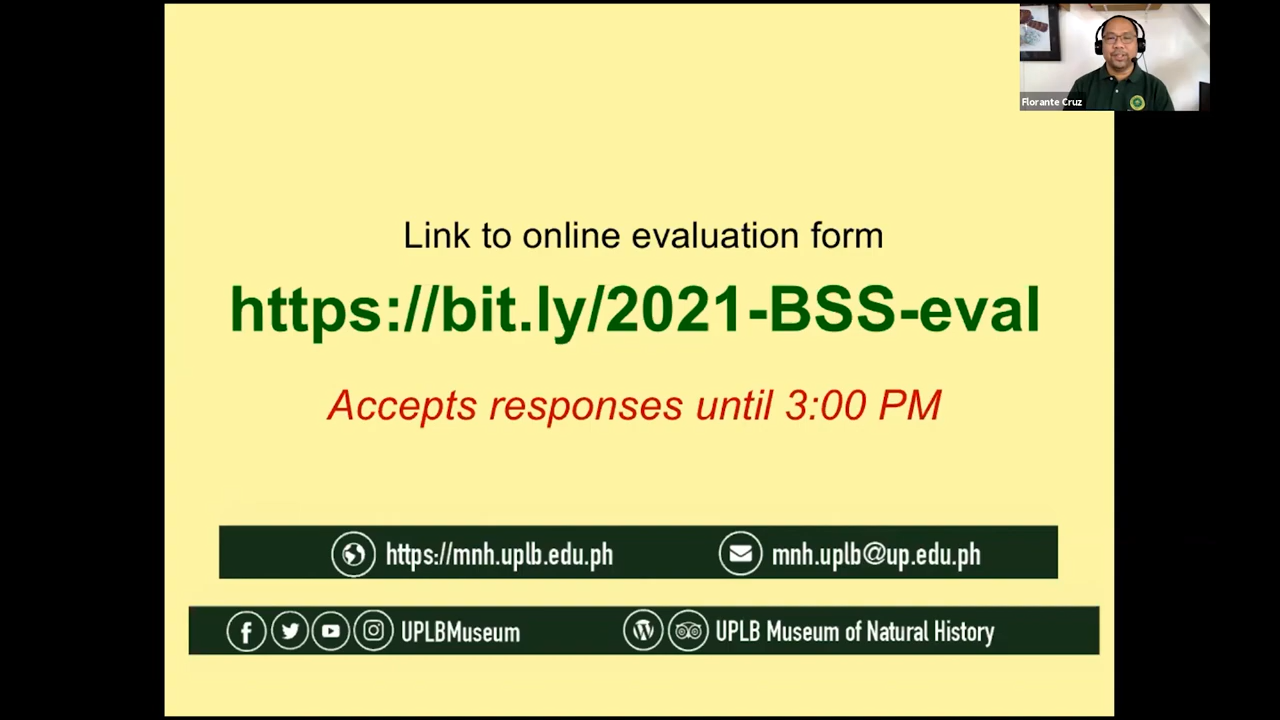 Florante Cruz
Link to online evaluation form
https://bit.ly/2021-BSS-eval
Accepts responses until 3:00 PM
https://mnh.uplb.edu.ph
mnh.uplb@up.edu.ph
UPLBMuseum
UPLB Museum of Natural History